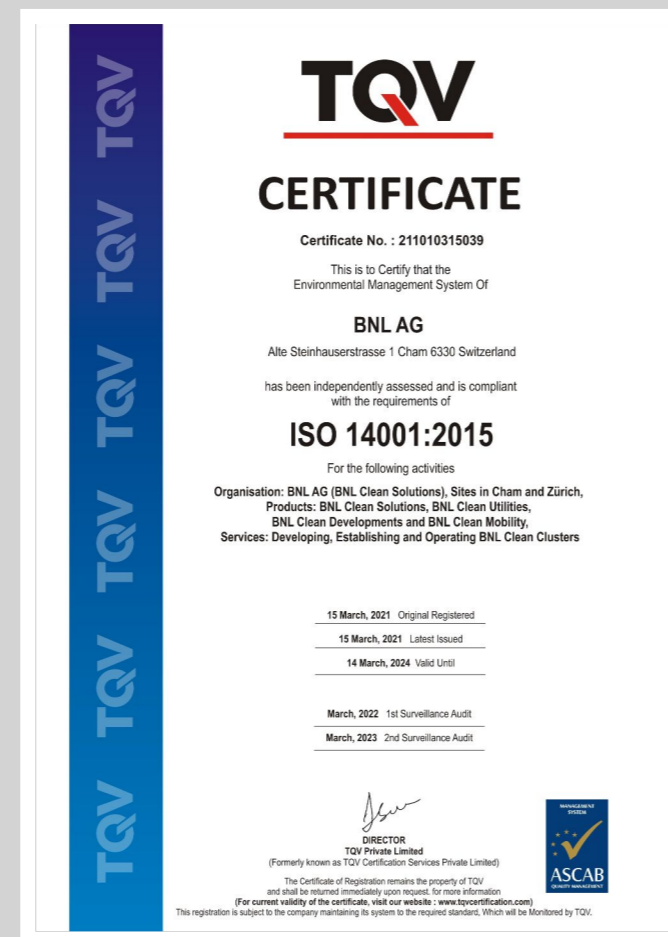 TQV
CERTIFICATE
Certificate No. : 211010315039
This is to Certify that the
Environmental Management System Of
BNL AG
Alte Steinhauserstrasse 1 Cham 6330 Switzerland
has been independently assessed and is compliant
with the requirements of
ISO 14001:2015
For the following activities
Organisation: BNL AG (BNL Clean Solutions), Sites in Cham and Zürich,
Products: BNL Clean Solutions, BNL Clean Utilities,
BNL Clean Developments and BNL Clean Mobility,
Services: Developing, Establishing and Operating BNL Clean Clusters
15 March, 2021 Original Registered
15 March, 2021 Latest Issued
14 March, 2024 Valid Until
March, 2022 1st Surveillance Audit
March, 2023 2nd Surveillance Audit
DIRECTOR
TQV Private Limited
(Formerly known as TQV Certification Services Private Limited)
The Certificate of Registration remains the property of TQV
and shall be returned immediately upon request. for more information
(For current validity of the certificate, visit our website : www.tqvcertification.com)
This registration is subject to the company maintaining its system to the required standard, Which will be Monitored by TQV.
MANAGEMENT
SYSTEM
ASCAB
QUALITY MANAGEMENT
TQV
TQV
TQV
TQV
TQV
TQV